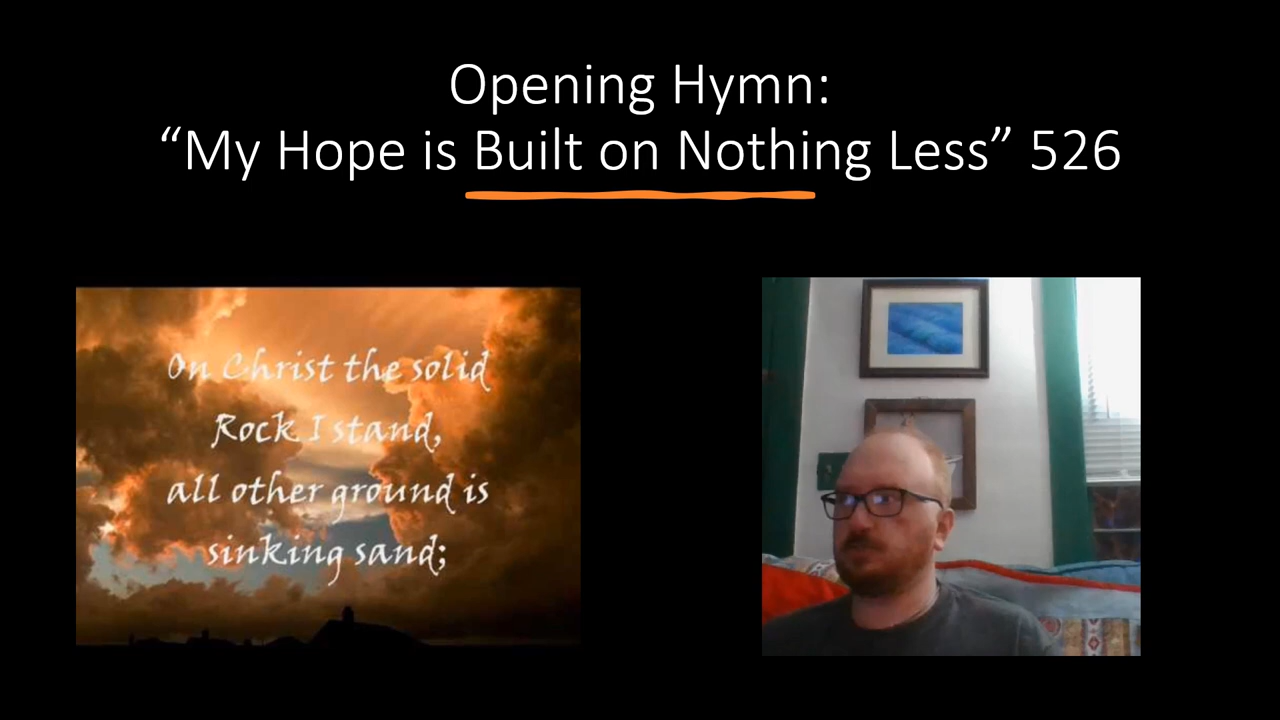 Opening Hymn:
“My Hope is Built on Nothing Less” 526
On Christ the solid
Rock I stand,
all other ground is
sinking sand;